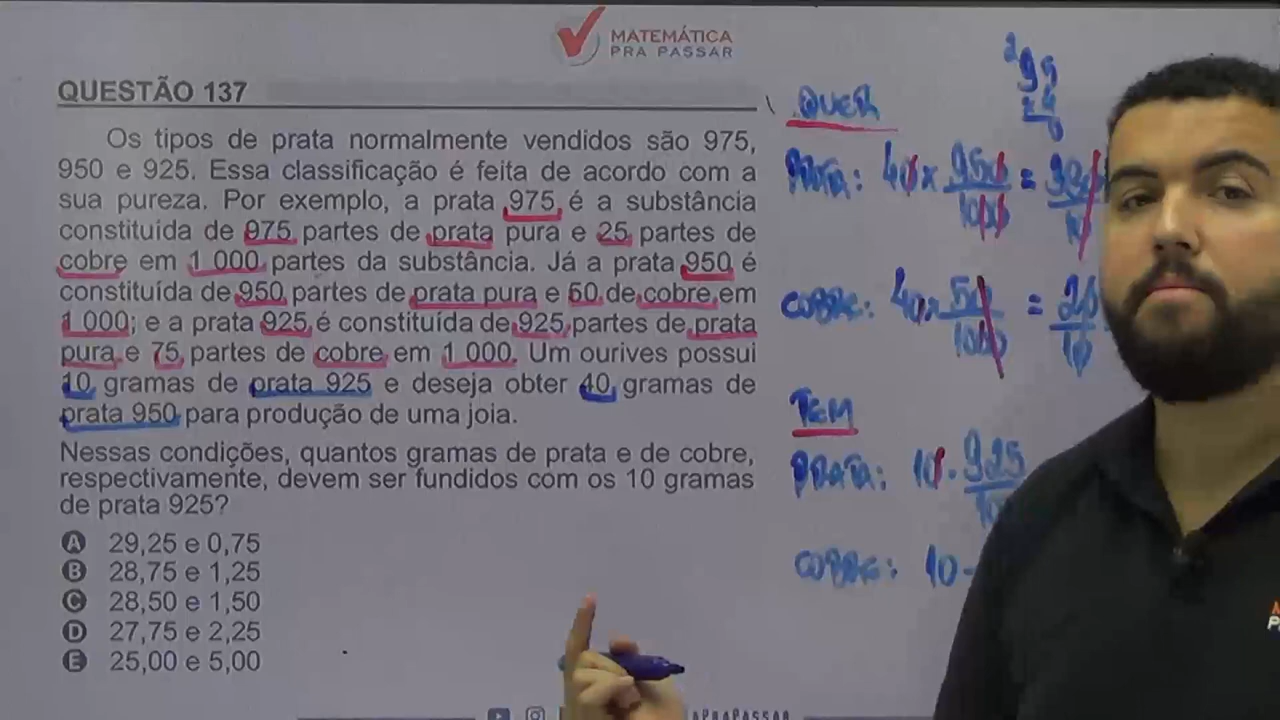 MATEMÁTICA
PRA PASSAR
QUESTÃO 137
Os tipos de prata normalmente vendidos são 975,
950 e 925. Essa classificação é feita de acordo com a
sua pureza. Por exemplo, a prata 975 é a substância
constituída de 975 partes de prata pura e 25 partes de
cobre em 1 000 partes da substância. Já a prata 950 é
constituída de 950 partes de prata pura e 50 de cobre em
1 000; e a prata 925 é constituída de 925 partes de prata
pura e 75 partes de cobre em 1 000. Um ourives possui
10 gramas de prata 925 e deseja obter 40 gramas de
prata 950 para produção de uma joia.
Nessas condições, quantos gramas de prata e de cobre,
respectivamente, devem ser fundidos com os 10 gramas
de prata 925?
A 29,25 e 0,75
B 28,75 e 1,25
C 28,50 e 1,50
D 27,75 e 2,25
E 25,00 e 5,00
QUER
PRATA: 40 x 950 =
1000
COBRE: 40 x 50 = 20
1000 10
TEM
PRATA: 10 . 925
COBRE: 10